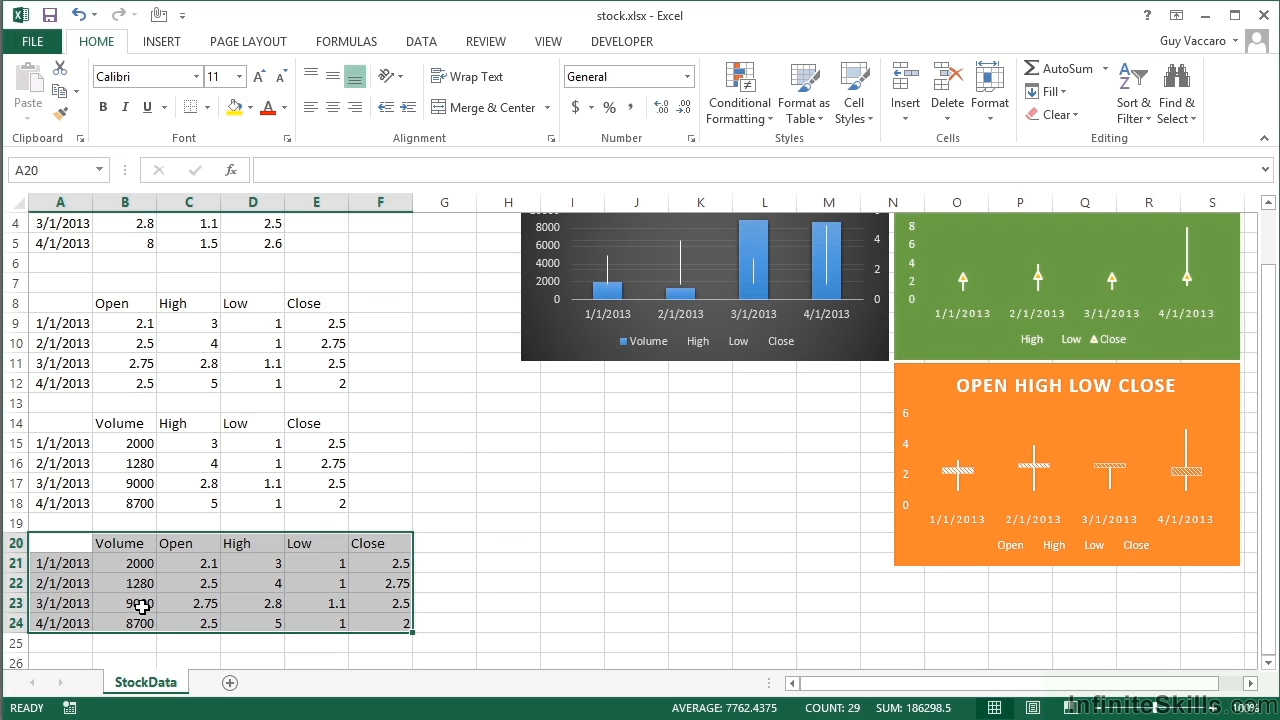 stock.xlsx - Excel
FILE HOME INSERT PAGE LAYOUT FORMULAS DATA REVIEW VIEW DEVELOPER Guy Vaccaro
Calibri 11 Wrap Text General AutoSum
Paste Merge & Center Conditional Formatting Format as Table Cell Styles Insert Delete Format Fill Clear Sort & Filter Find & Select
Clipboard Font Alignment Number Styles Cells Editing
A20 fx
A B C D E F G H I J K L M N O P Q R S
4 3/1/2013 2.8 1.1 2.5
5 4/1/2013 8 1.5 2.6
6
7
8 Open High Low Close
9 1/1/2013 2.1 3 1 2.5
10 2/1/2013 2.5 4 1 2.75
11 3/1/2013 2.75 2.8 1.1 2.5
12 4/1/2013 2.5 5 1 2
13
14 Volume High Low Close
15 1/1/2013 2000 3 1 2.5
16 2/1/2013 1280 4 1 2.75
17 3/1/2013 9000 2.8 1.1 2.5
18 4/1/2013 8700 5 1 2
19
20 Volume Open High Low Close
21 1/1/2013 2000 2.1 3 1 2.5
22 2/1/2013 1280 2.5 4 1 2.75
23 3/1/2013 2.75 2.8 1.1 2.5
24 4/1/2013 8700 2.5 5 1 2
25
26
8000 6000 4000 2000 0
4 2 0
1/1/2013 2/1/2013 3/1/2013 4/1/2013
Volume High Low Close
8 6 4 2 0
1/1/2013 2/1/2013 3/1/2013 4/1/2013
High Low Close
OPEN HIGH LOW CLOSE
6 4 2 0
1/1/2013 2/1/2013 3/1/2013 4/1/2013
Open High Low Close
StockData
READY AVERAGE: 7762.4375 COUNT: 29 SUM: 186298.5 100%
InfiniteSkills.com